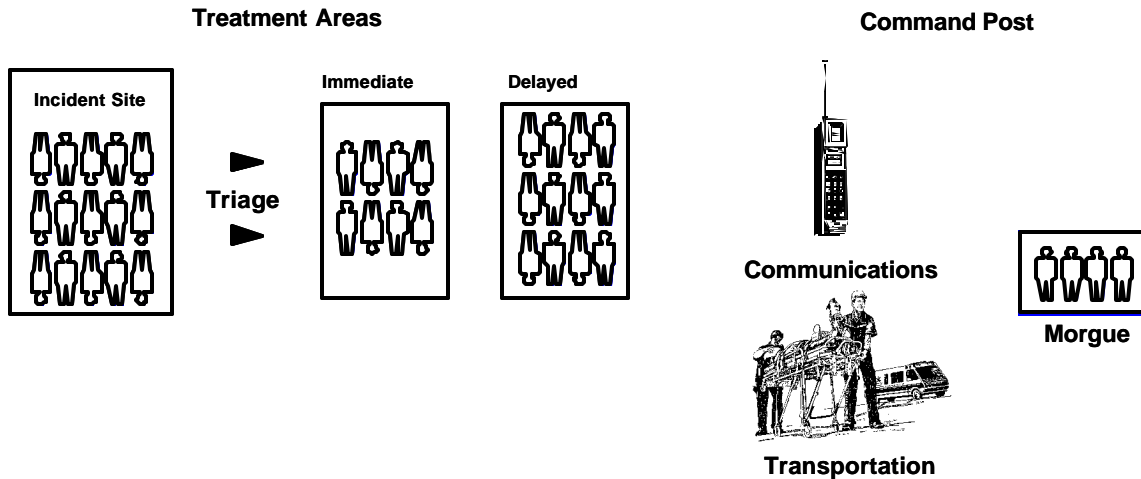 Treatment Areas
Command Post
Incident Site
Immediate
Delayed
Triage
Communications
Morgue
Transportation